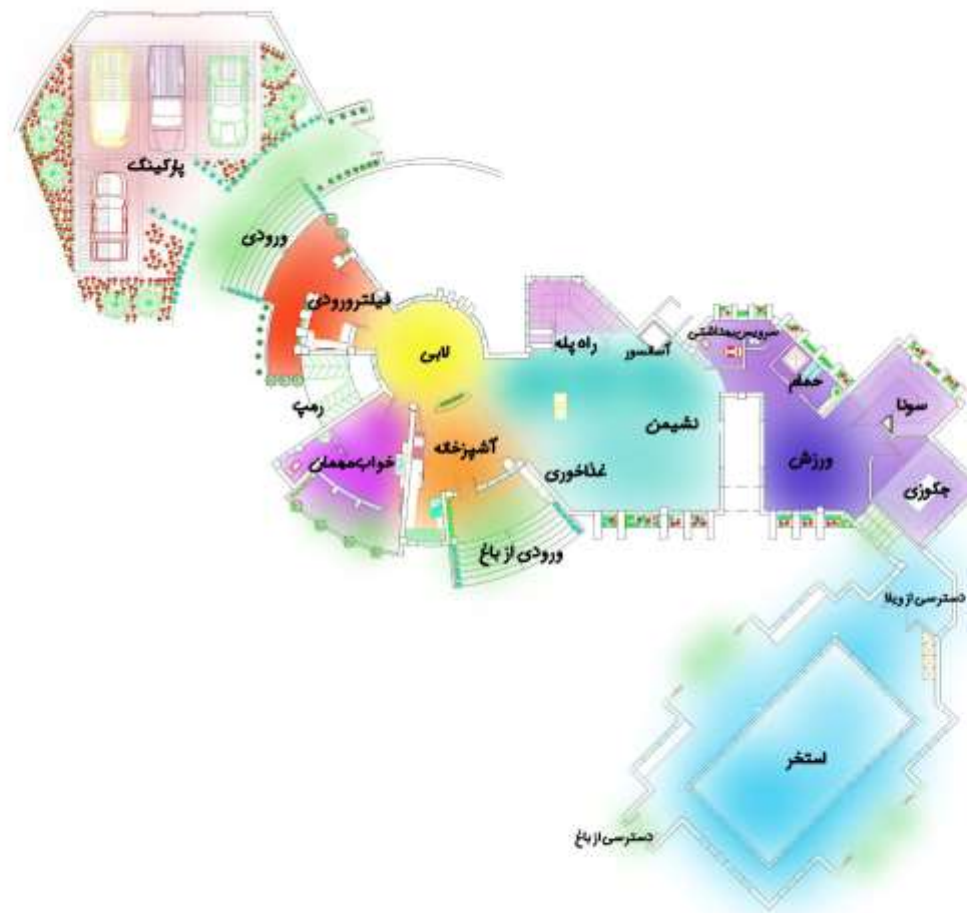 پارکینگ
ورودی
فیلتر ورودی
لابی
راه پله
آسانسور
سرویس بهداشتی
حمام
سونا
رمپ
خواب مهمان
آشپزخانه
نشیمن
غذاخوری
ورزش
جکوزی
ورودی از باغ
دسترسی از ویلا
استخر
دسترسی از باغ